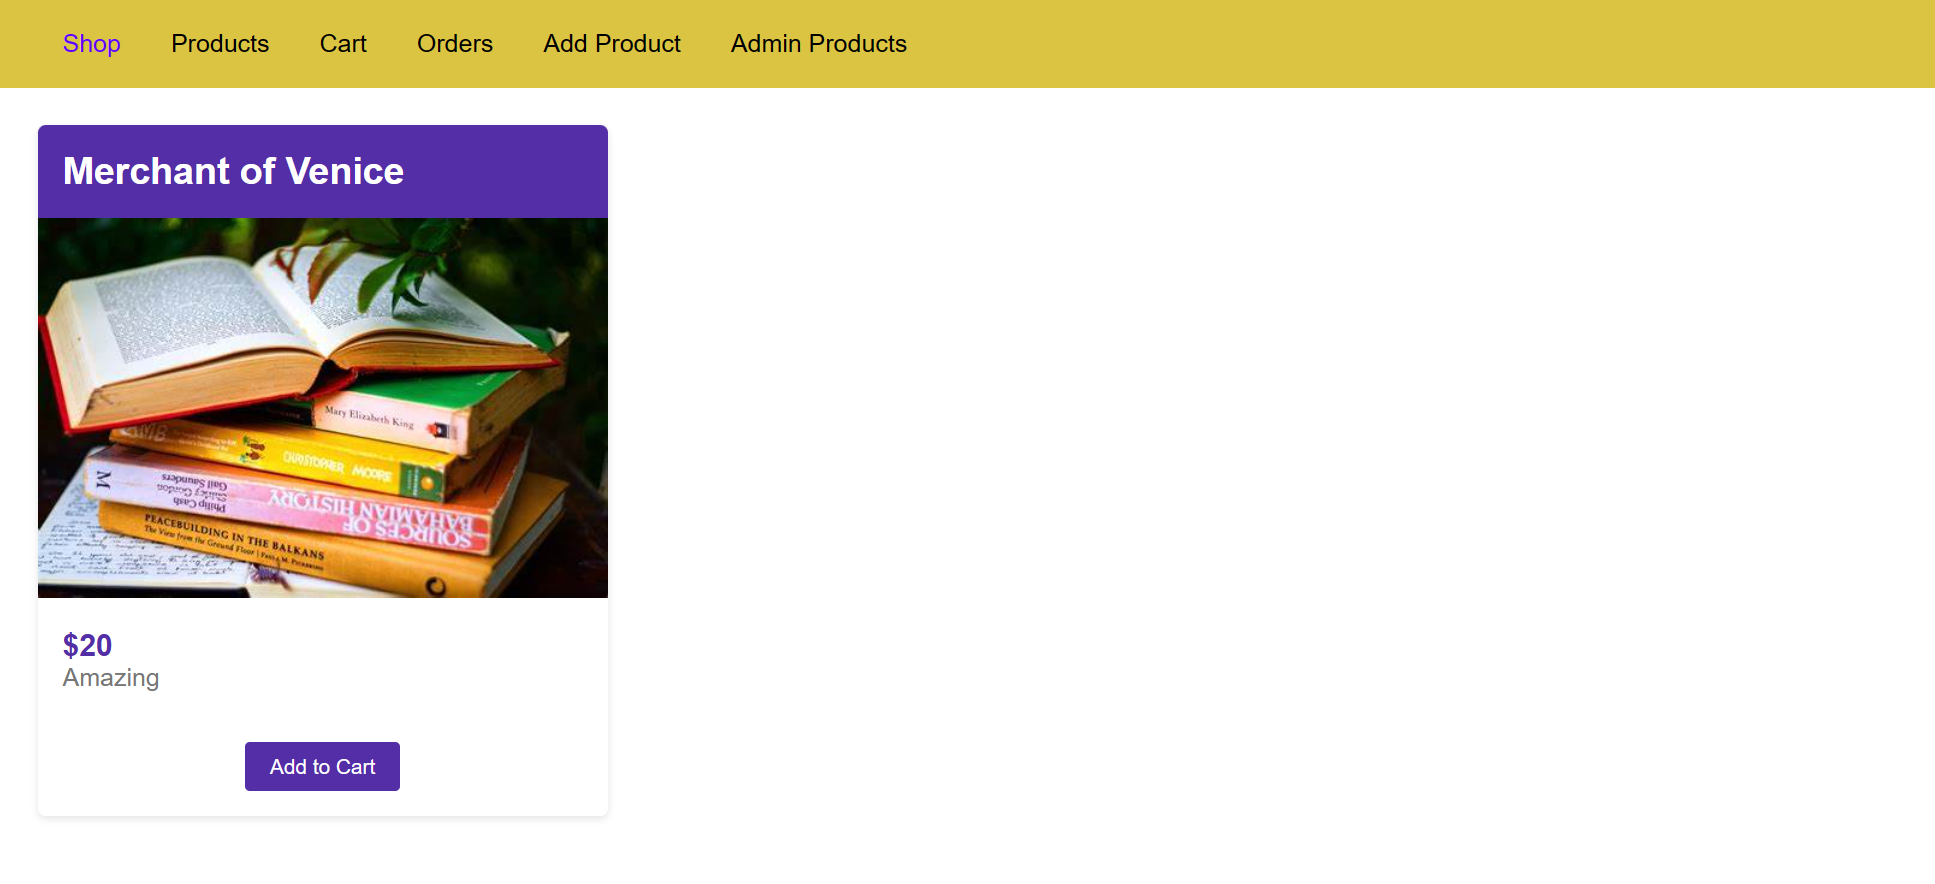 Shop Products Cart Orders Add Product Admin Products
Merchant of Venice
Mary Elizabeth King
CHRISTOPHER MOORE
M
Gail Saunders
Philip Cash
SOURCES OF
BAHAMIAN HISTORY
PEACEBUILDING IN THE BALKANS
The View from the Ground Floor
$20
Amazing
Add to Cart